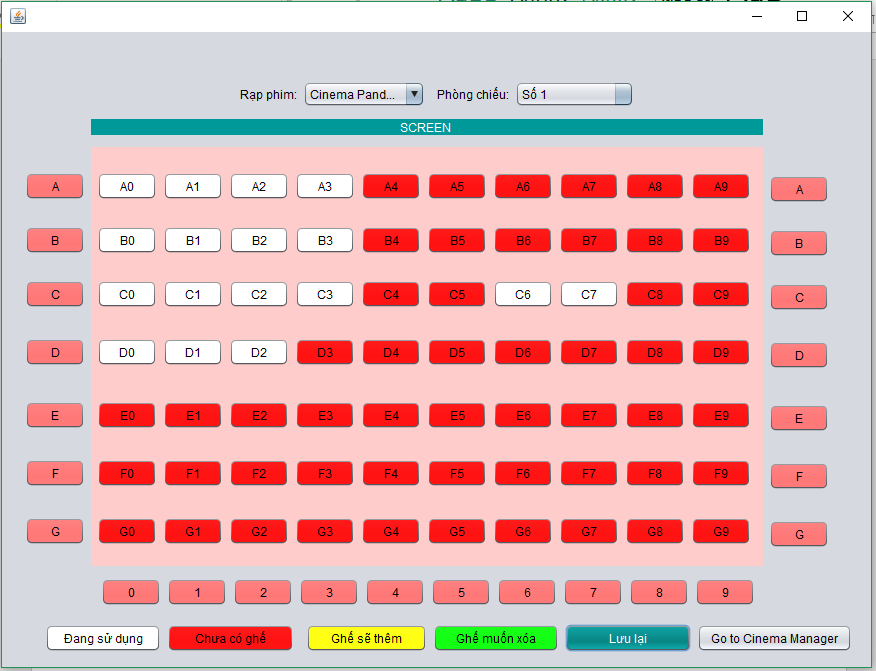 Rạp phim: Cinema Pand... Phòng chiếu: Số 1
SCREEN
A A0 A1 A2 A3 A4 A5 A6 A7 A8 A9 A
B B0 B1 B2 B3 B4 B5 B6 B7 B8 B9 B
C C0 C1 C2 C3 C4 C5 C6 C7 C8 C9 C
D D0 D1 D2 D3 D4 D5 D6 D7 D8 D9 D
E E0 E1 E2 E3 E4 E5 E6 E7 E8 E9 E
F F0 F1 F2 F3 F4 F5 F6 F7 F8 F9 F
G G0 G1 G2 G3 G4 G5 G6 G7 G8 G9 G
0 1 2 3 4 5 6 7 8 9
Đang sử dụng Chưa có ghế Ghế sẽ thêm Ghế muốn xóa Lưu lại Go to Cinema Manager